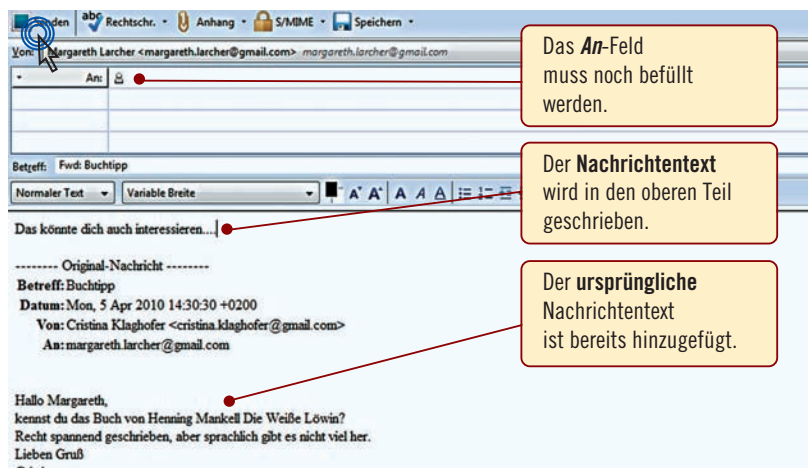 Senden Rechtschr. Anhang S/MIME Speichern
Von: Margareth Larcher <margareth.larcher@gmail.com> margareth.larcher@gmail.com
An:
Betreff: Fwd: Buchtipp
Normaler Text Variable Breite
Das könnte dich auch interessieren....
-------- Original-Nachricht --------
Betreff: Buchtipp
Datum: Mon, 5 Apr 2010 14:30:30 +0200
Von: Cristina Klaghofer <cristina.klaghofer@gmail.com>
An: margareth.larcher@gmail.com
Hallo Margareth,
kennst du das Buch von Henning Mankell Die Weiße Löwin?
Recht spannend geschrieben, aber sprachlich gibt es nicht viel her.
Lieben Gruß
Das An-Feld
muss noch befüllt
werden.
Der Nachrichtentext
wird in den oberen Teil
geschrieben.
Der ursprüngliche
Nachrichtentext
ist bereits hinzugefügt.